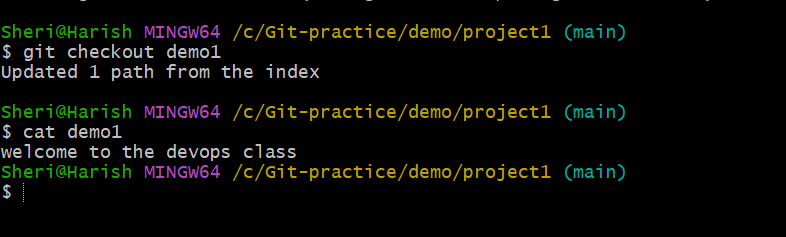 Sheri@Harish MINGW64 /c/Git-practice/demo/project1 (main)
$ git checkout demo1
Updated 1 path from the index
Sheri@Harish MINGW64 /c/Git-practice/demo/project1 (main)
$ cat demo1
welcome to the devops class
Sheri@Harish MINGW64 /c/Git-practice/demo/project1 (main)
$